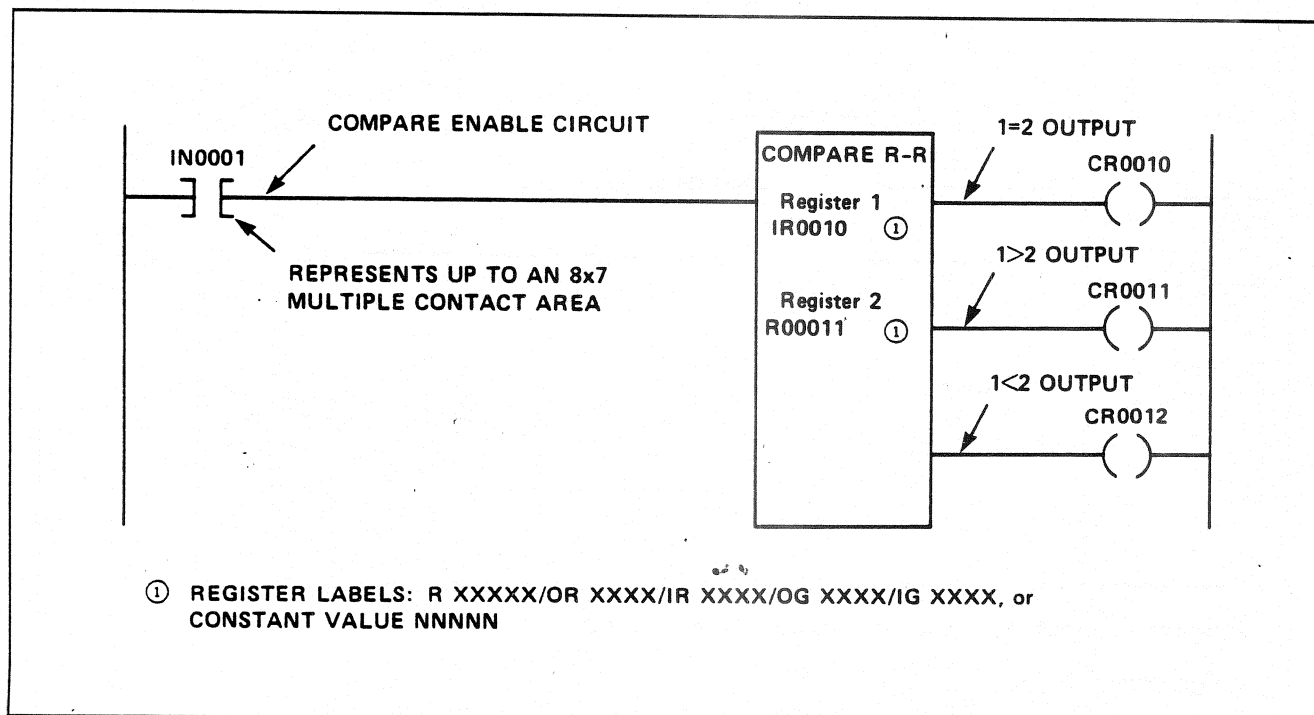 COMPARE ENABLE CIRCUIT
IN0001
REPRESENTS UP TO AN 8x7
MULTIPLE CONTACT AREA
COMPARE R-R
Register 1
IR0010 ①
Register 2
R00011 ①
1=2 OUTPUT
CR0010
1>2 OUTPUT
CR0011
1<2 OUTPUT
CR0012
① REGISTER LABELS: R XXXXX/OR XXXX/IR XXXX/OG XXXX/IG XXXX, or
CONSTANT VALUE NNNNN